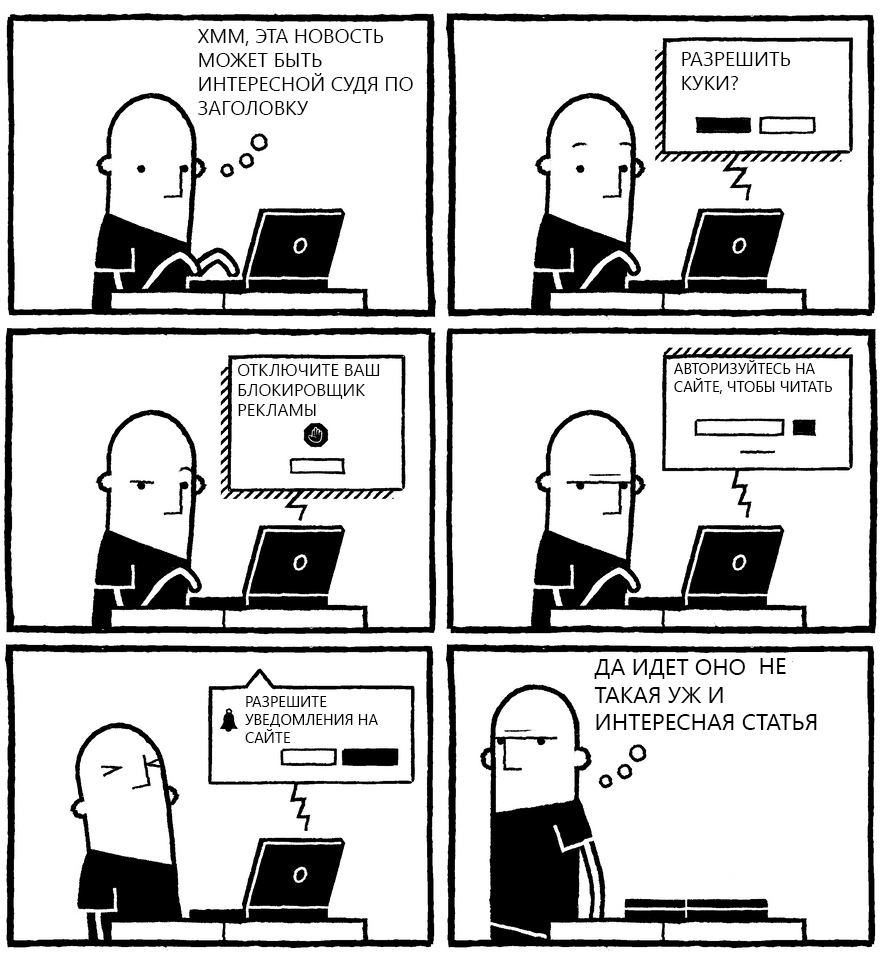 ХММ, ЭТА НОВОСТЬ
МОЖЕТ БЫТЬ
ИНТЕРЕСНОЙ СУДЯ ПО
ЗАГОЛОВКУ
РАЗРЕШИТЬ
КУКИ?
ОТКЛЮЧИТЕ ВАШ
БЛОКИРОВЩИК
РЕКЛАМЫ
АВТОРИЗУЙТЕСЬ НА
САЙТЕ, ЧТОБЫ ЧИТАТЬ
РАЗРЕШИТЕ
УВЕДОМЛЕНИЯ НА
САЙТЕ
ДА ИДЕТ ОНО НЕ
ТАКАЯ УЖ И
ИНТЕРЕСНАЯ СТАТЬЯ